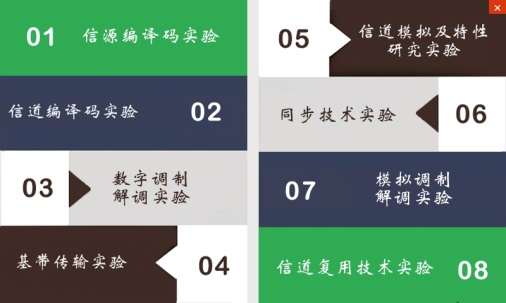 01 信源编译码实验
信道编译码实验 02
03 数字调制
解调实验
基带传输实验 04
05 信道模拟及特性
研究实验
同步技术实验 06
07 模拟调制
解调实验
信道复用技术实验 08